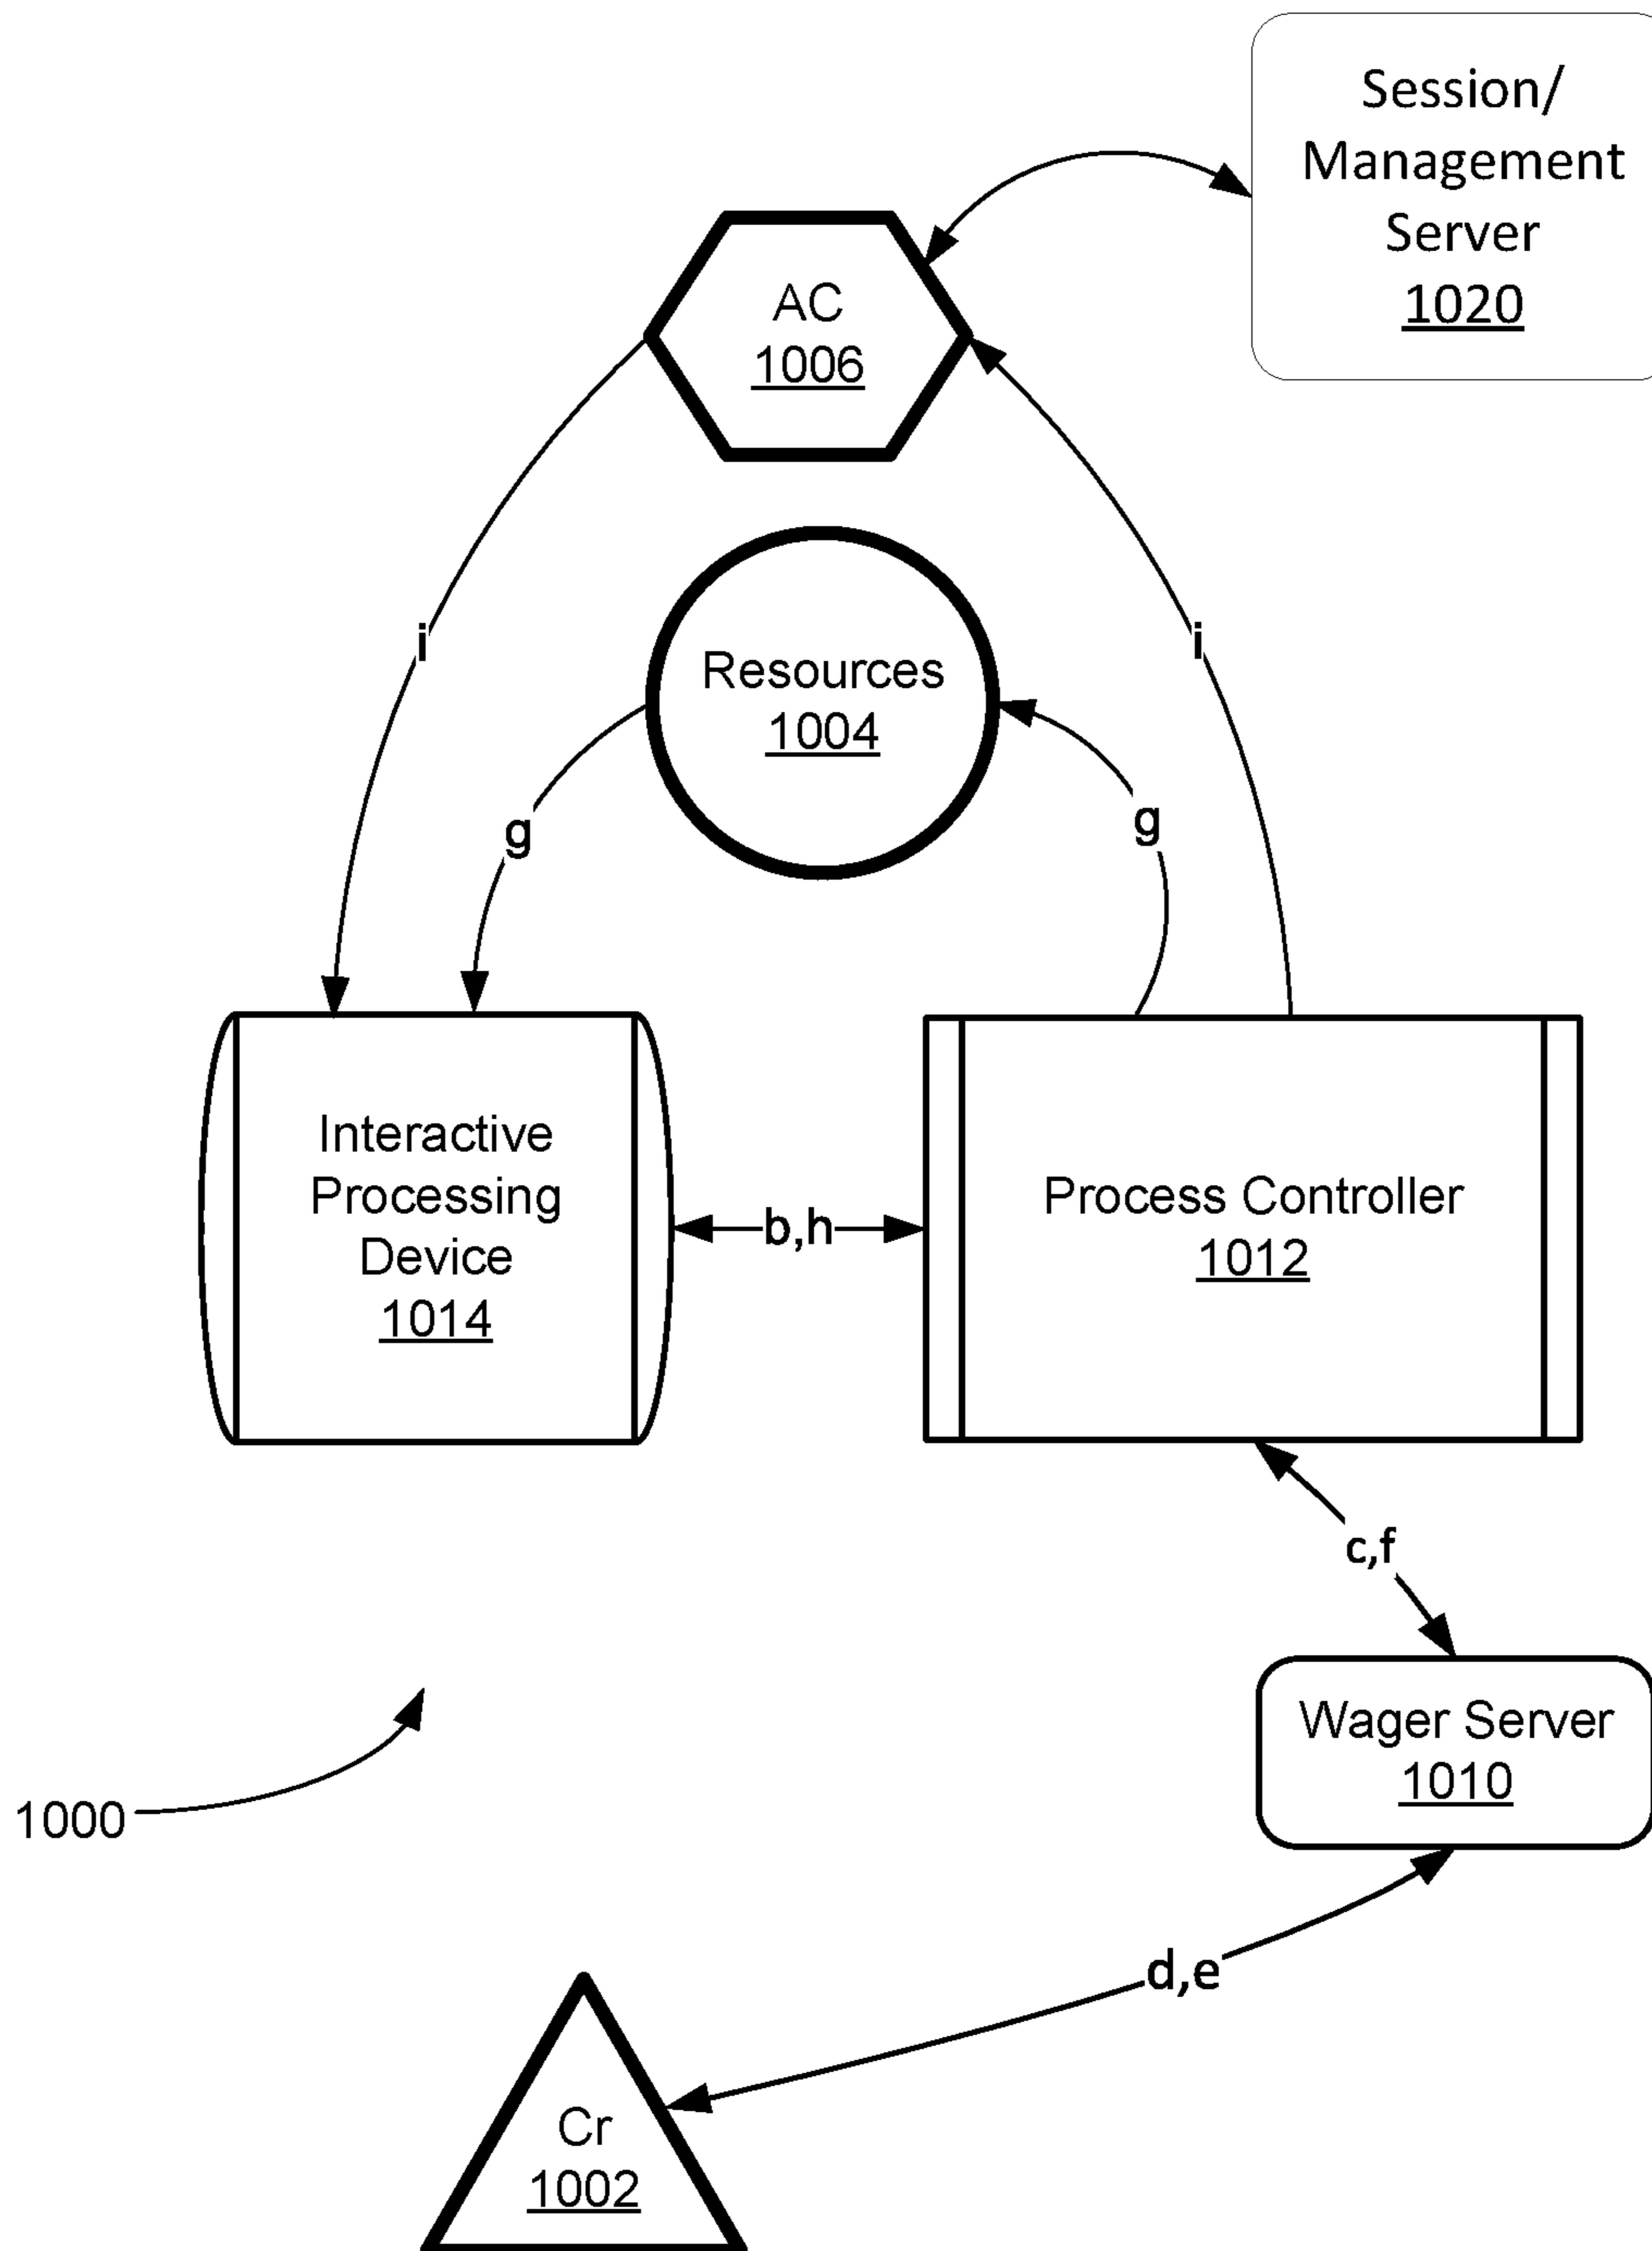 Session/
Management
Server
1020
AC
1006
i
i
Resources
1004
g
g
Interactive
Processing
Device
1014
b,h
Process Controller
1012
c,f
Wager Server
1010
1000
d,e
Cr
1002